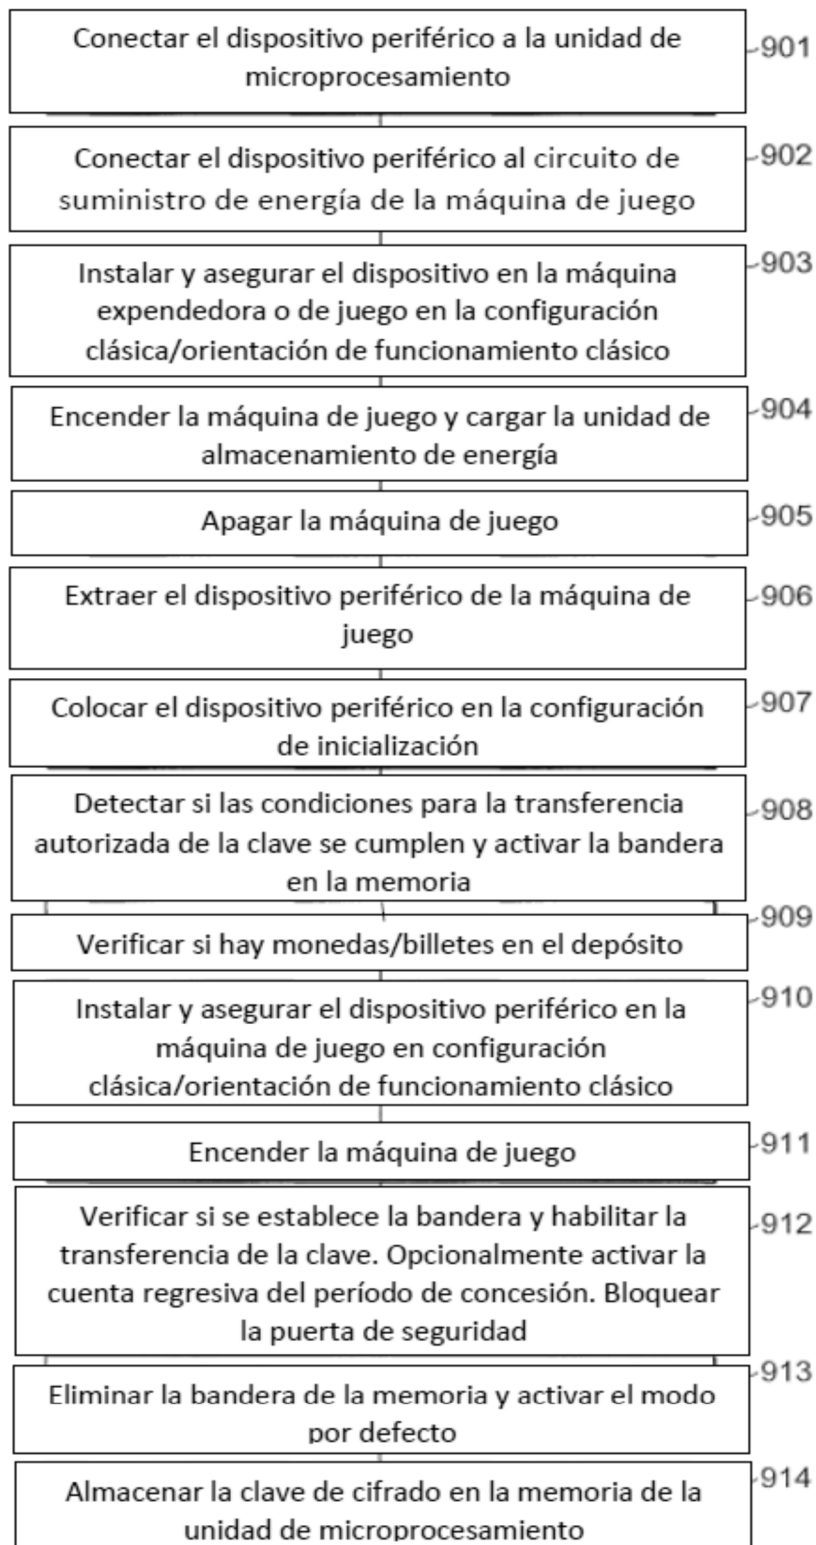 Conectar el dispositivo periférico a la unidad de
microprocesamiento
901
Conectar el dispositivo periférico al circuito de
suministro de energía de la máquina de juego
902
Instalar y asegurar el dispositivo en la máquina
expendedora o de juego en la configuración
clásica/orientación de funcionamiento clásico
903
Encender la máquina de juego y cargar la unidad de
almacenamiento de energía
904
Apagar la máquina de juego
905
Extraer el dispositivo periférico de la máquina de
juego
906
Colocar el dispositivo periférico en la configuración
de inicialización
907
Detectar si las condiciones para la transferencia
autorizada de la clave se cumplen y activar la bandera
en la memoria
908
Verificar si hay monedas/billetes en el depósito
909
Instalar y asegurar el dispositivo periférico en la
máquina de juego en configuración
clásica/orientación de funcionamiento clásico
910
Encender la máquina de juego
911
Verificar si se establece la bandera y habilitar la
transferencia de la clave. Opcionalmente activar la
cuenta regresiva del período de concesión. Bloquear
la puerta de seguridad
912
Eliminar la bandera de la memoria y activar el modo
por defecto
913
Almacenar la clave de cifrado en la memoria de la
unidad de microprocesamiento
914